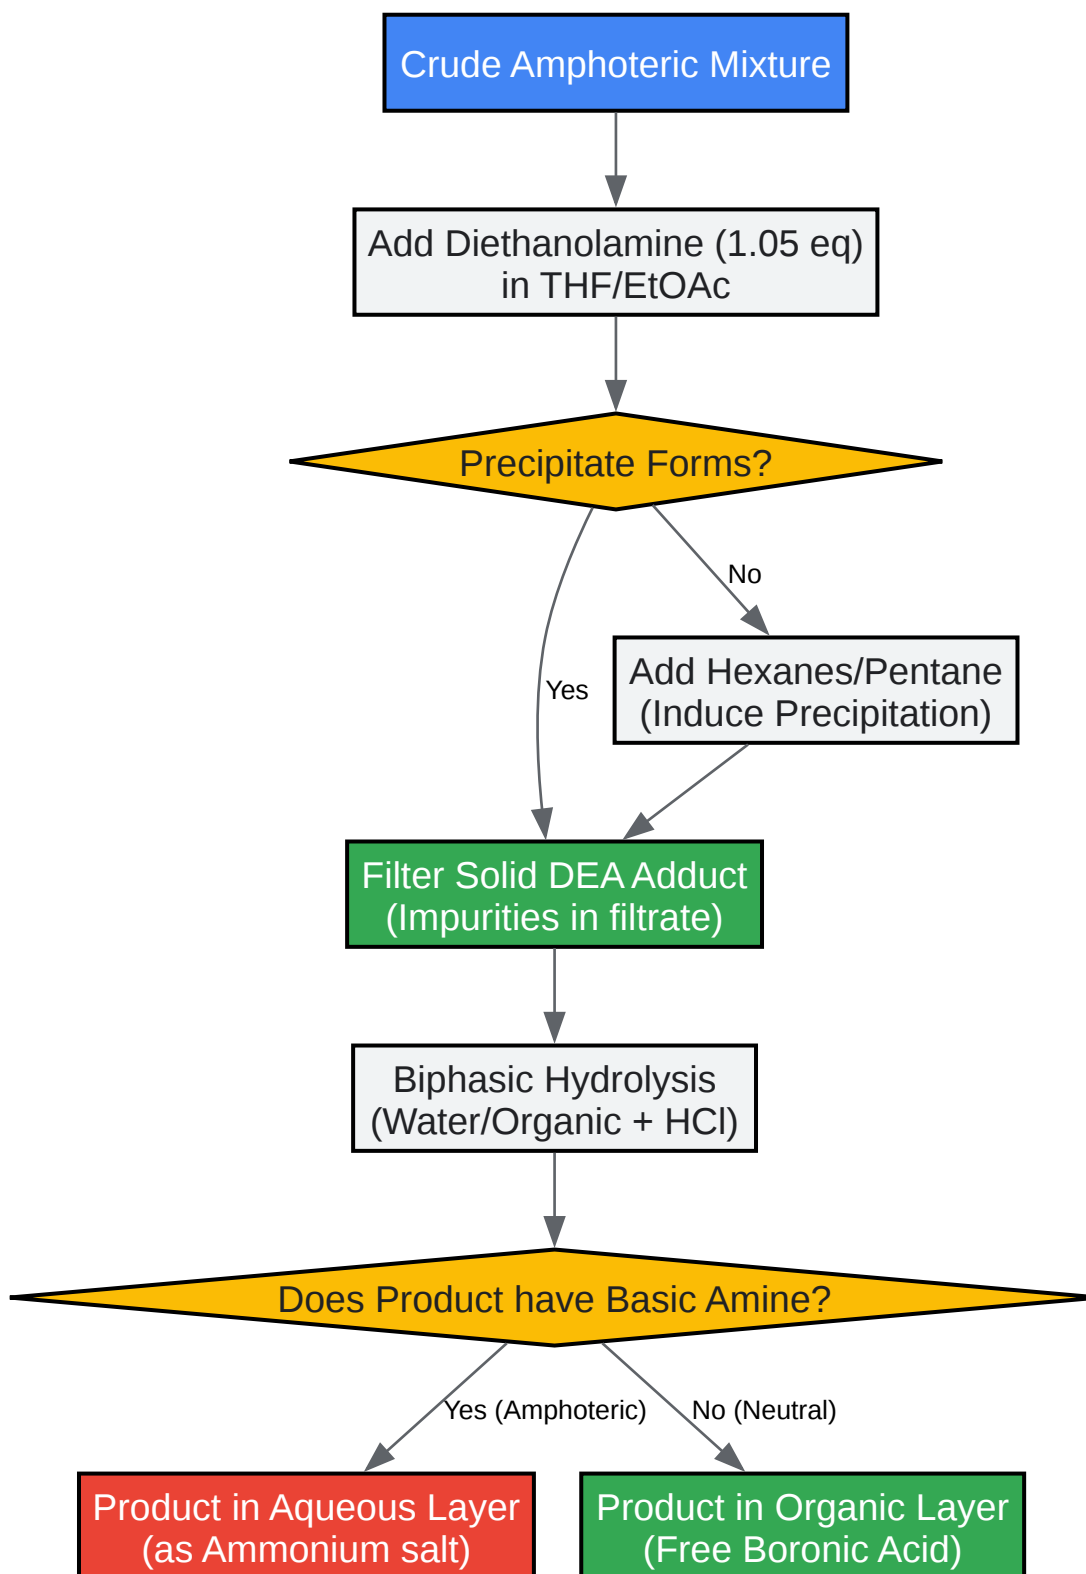 Crude Amphoteric Mixture
Add Diethanolamine (1.05 eq)
in THF/EtOAc
Precipitate Forms?
No
Add Hexanes/Pentane
(Induce Precipitation)
Yes
Filter Solid DEA Adduct
(Impurities in filtrate)
Biphasic Hydrolysis
(Water/Organic + HCl)
Does Product have Basic Amine?
Yes (Amphoteric)
No (Neutral)
Product in Aqueous Layer
(as Ammonium salt)
Product in Organic Layer
(Free Boronic Acid)